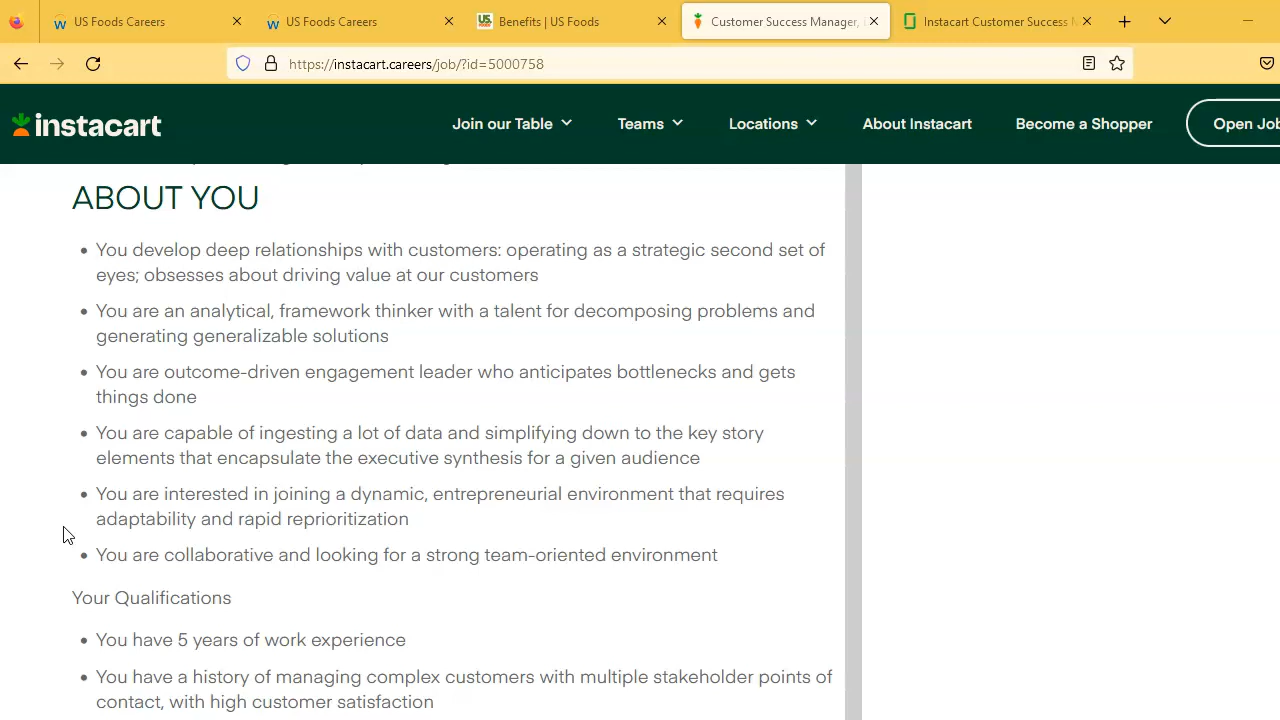 US Foods Careers
US Foods Careers
Benefits | US Foods
Customer Success Manager,
Instacart Customer Success
https://instacart.careers/job/?id=5000758
instacart
Join our Table
Teams
Locations
About Instacart
Become a Shopper
Open Job
ABOUT YOU
• You develop deep relationships with customers: operating as a strategic second set of
eyes; obsesses about driving value at our customers
• You are an analytical, framework thinker with a talent for decomposing problems and
generating generalizable solutions
• You are outcome-driven engagement leader who anticipates bottlenecks and gets
things done
• You are capable of ingesting a lot of data and simplifying down to the key story
elements that encapsulate the executive synthesis for a given audience
• You are interested in joining a dynamic, entrepreneurial environment that requires
adaptability and rapid reprioritization
• You are collaborative and looking for a strong team-oriented environment
Your Qualifications
• You have 5 years of work experience
• You have a history of managing complex customers with multiple stakeholder points of
contact, with high customer satisfaction